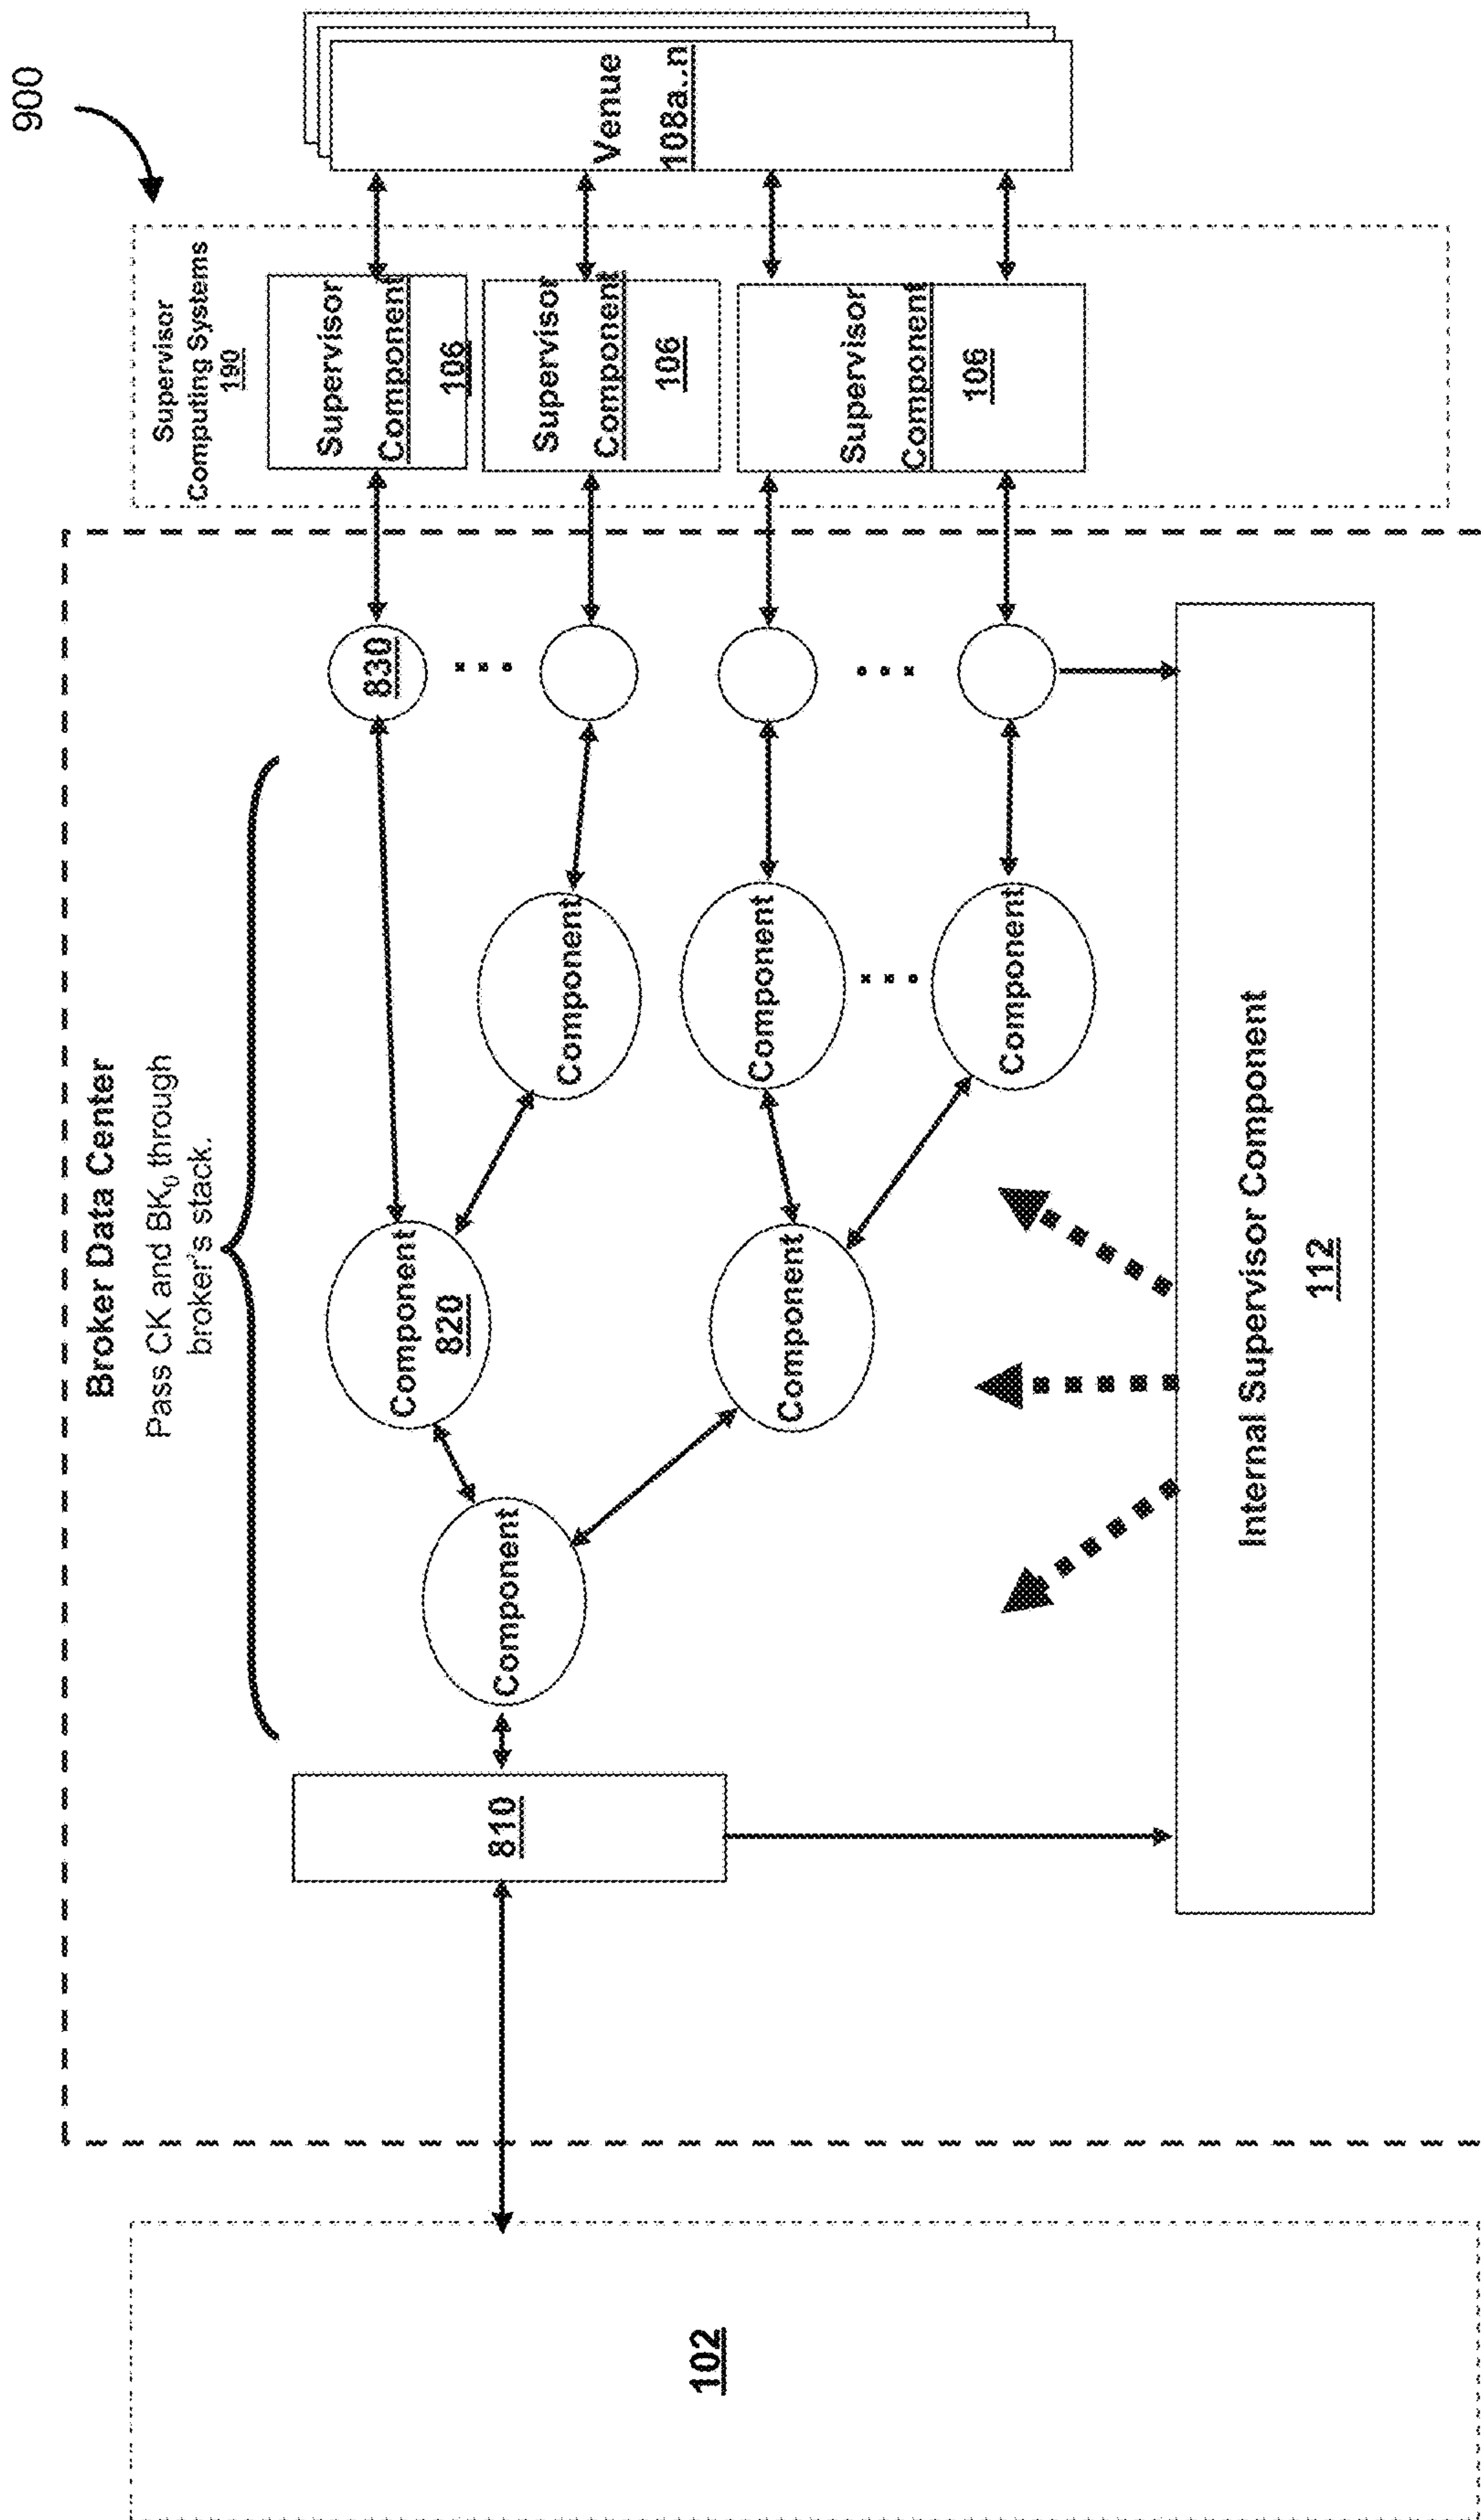 900
Broker Data Center
Pass CK and BK₀ through
broker's stack.
Supervisor
Computing Systems
190
102
810
Component
Component
820
Component
Component
Component
Component
830
Supervisor
Component
106
Supervisor
Component
106
Supervisor
Component
106
Venue
108a..n
Internal Supervisor Component
112